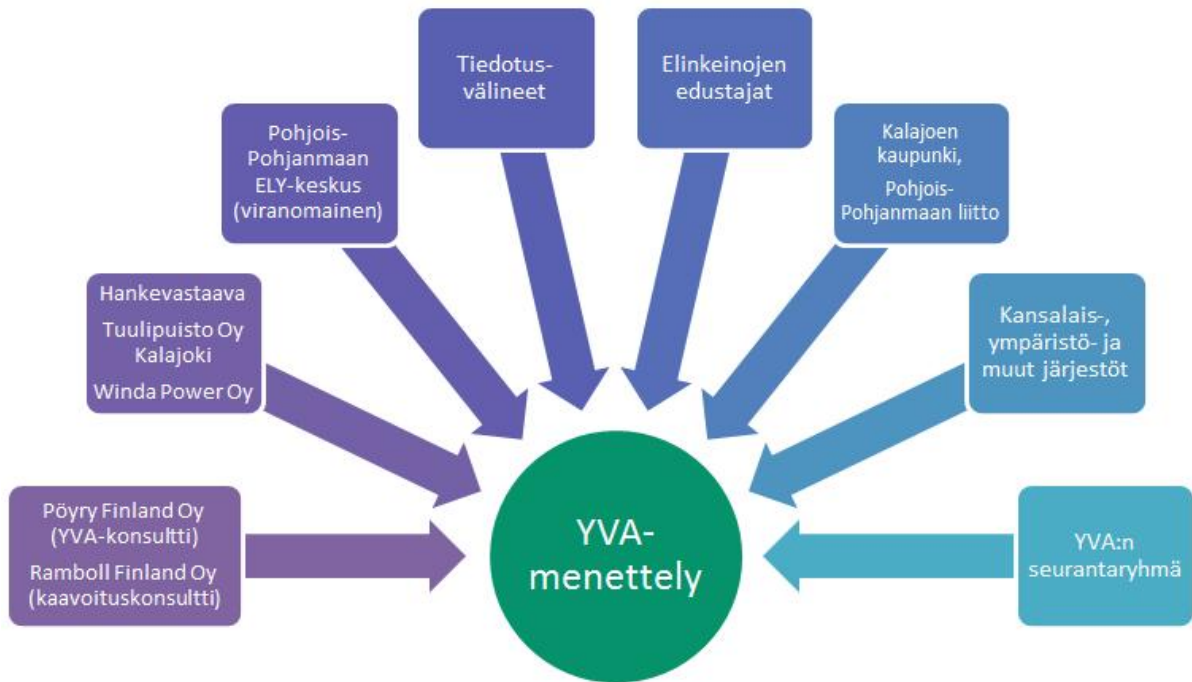 Tiedotus-
välineet
Elinkeinojen
edustajat
Pohjois-
Pohjanmaan
ELY-keskus
(viranomainen)
Kalajoen
kaupunki,
Pohjois-
Pohjanmaan liitto
Hankevastaava
Tuulipuisto Oy
Kalajoki
Winda Power Oy
Kansalais-,
ympäristö- ja
muut järjestöt
Pöyry Finland Oy
(YVA-konsultti)
Ramboll Finland Oy
(kaavoituskonsultti)
YVA-
menettely
YVA:n
seurantaryhmä